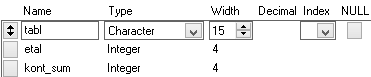 Name Type Width Decimal Index NULL
tabl Character 15
etal Integer 4
kont_sum Integer 4